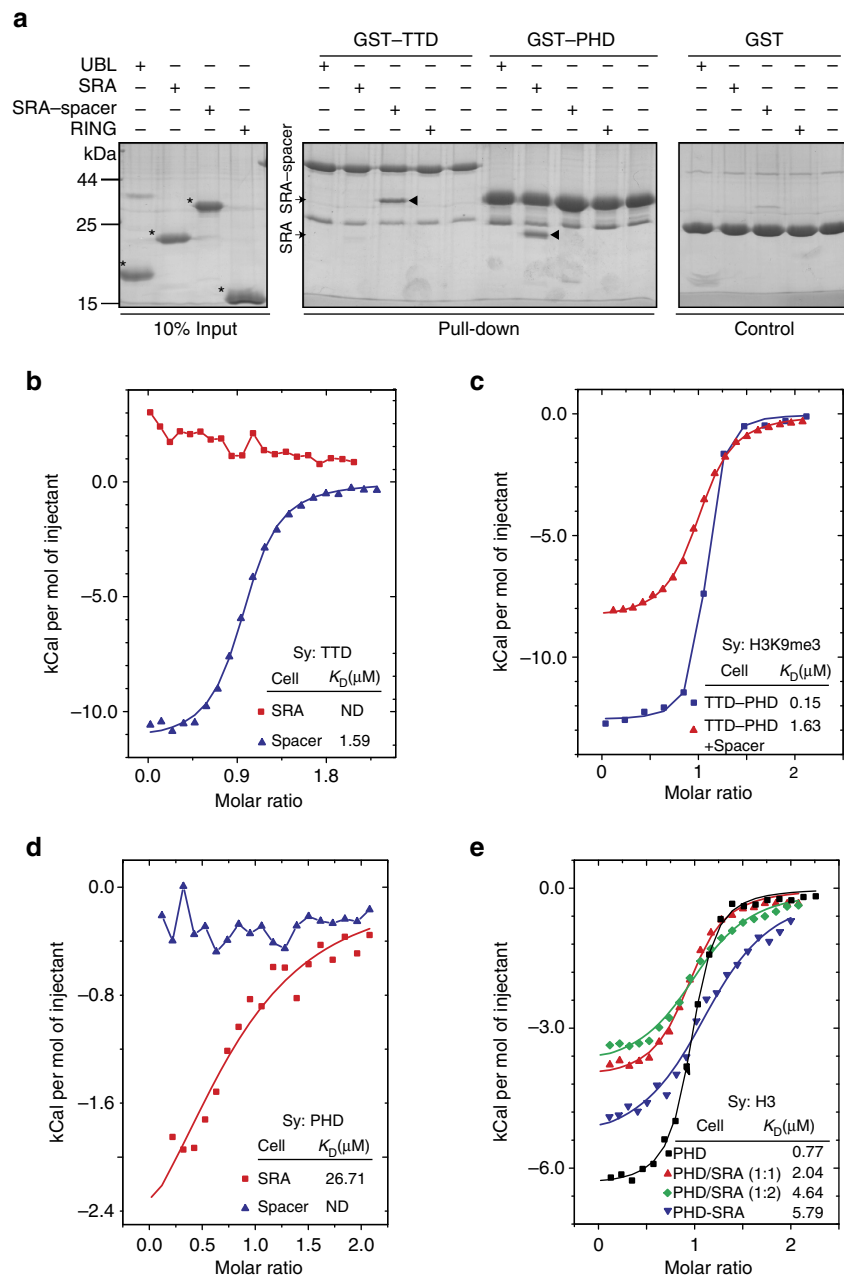 a
GST–TTD GST–PHD GST
UBL + – – – + – – – – + – – – – + – – – –
SRA – + – – – + – – – – + – – – – + – – –
SRA–spacer – – + – – – + – – – – + – – – – + – –
RING – – – + – – – + – – – – + – – – – + –
kDa
44
25
15
* * * *
SRA–spacer
SRA
10% Input Pull-down Control
b
kCal per mol of injectant
0.0
−5.0
−10.0
Sy: TTD
Cell KD(μM)
SRA ND
Spacer 1.59
0.0 0.9 1.8
Molar ratio
c
kCal per mol of injectant
0.0
−5.0
−10.0
Sy: H3K9me3
Cell KD(μM)
TTD–PHD 0.15
TTD–PHD 1.63
+Spacer
0 1 2
Molar ratio
d
kCal per mol of injectant
0.0
−0.8
−1.6
−2.4
Sy: PHD
Cell KD(μM)
SRA 26.71
Spacer ND
0.0 0.5 1.0 1.5 2.0
Molar ratio
e
kCal per mol of injectant
0.0
−3.0
−6.0
Sy: H3
Cell KD(μM)
PHD 0.77
PHD/SRA (1:1) 2.04
PHD/SRA (1:2) 4.64
PHD-SRA 5.79
0 1 2
Molar ratio